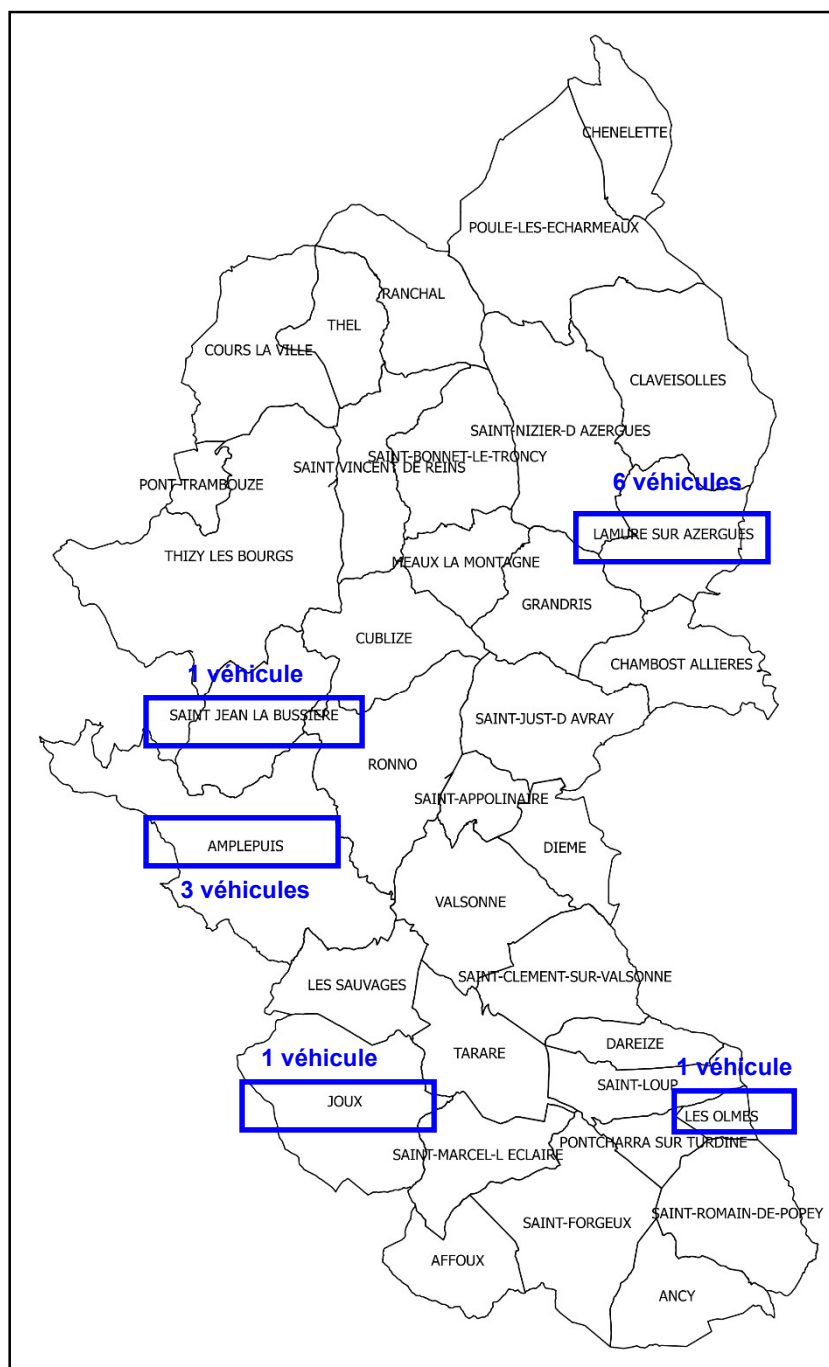 CHENELETTE
POULE-LES-ECHARMEAUX
RANCHAL
THEL
COURS LA VILLE
CLAVEISOLLES
SAINT-NIZIER-D AZERGUES
SAINT-BONNET-LE-TRONCY
SAINT VINCENT DE REINS
PONT-TRAMBOUZE
6 véhicules
LAMURE SUR AZERGUES
THIZY LES BOURGS
MEAUX LA MONTAGNE
GRANDRIS
CUBLIZE
CHAMBOST ALLIERES
1 véhicule
SAINT JEAN LA BUSSIERE
SAINT-JUST-D AVRAY
RONNO
SAINT-APPOLINAIRE
AMPLEPUIS
DIEME
3 véhicules
VALSONNE
SAINT-CLEMENT-SUR-VALSONNE
LES SAUVAGES
DAREIZE
TARARE
1 véhicule
1 véhicule
SAINT-LOUP
JOUX
LES OLMES
PONTCHARRA SUR TURDINE
SAINT-MARCEL-L ECLAIRE
SAINT-ROMAIN-DE-POPEY
SAINT-FORGEUX
AFFOUX
ANCY